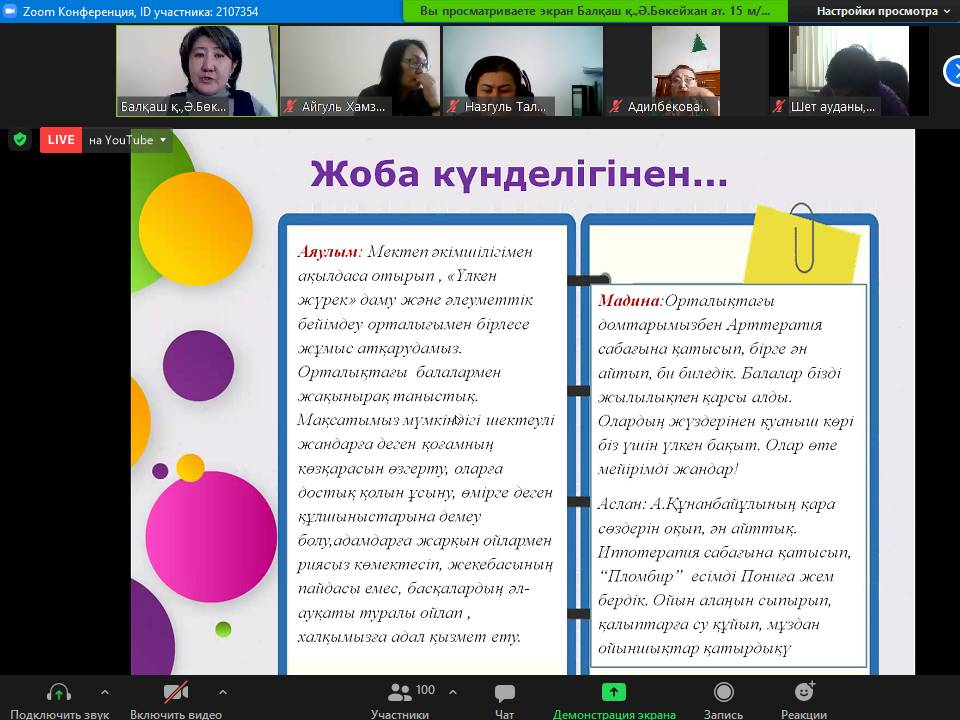 Zoom Конференция, ID участника: 2107354
Вы просматриваете экран Балқаш қ.,Ә.Бөкейхан ат. 15 м/...
Настройки просмотра
Балқаш қ.,Ә.Бөк...
Айгуль Хамз...
Назгуль Тал...
Адилбекова...
Шет ауданы,...
LIVE на YouTube
Жоба күнделігінен...
Аяулым: Мектеп әкімшілігімен
ақылдаса отырып , «Үлкен
жүрек» даму және әлеуметтік
бейімдеу орталығымен бірлесе
жұмыс атқарудамыз.
Орталықтағы балалармен
жақынырақ таныстық.
Мақсатымыз мүмкіндігі шектеулі
жандарға деген қоғамның
көзқарасын өзгерту, оларға
достық қолын ұсыну, өмірге деген
құлшыныстарына демеу
болу,адамдарға жарқын ойлармен
риясыз көмектесіп, жекебасының
пайдасы емес, басқалардың әл-
ауқаты туралы ойлап ,
халқымызға адал қызмет ету.
Мадина:Орталықтағы
домтарымызбен Арттерапия
сабағына қатысып, бірге ән
айтып, би биледік. Балалар бізді
жылылықпен қарсы алды.
Олардың жүздерінен қуаныш көрі
біз үшін үлкен бақыт. Олар өте
мейірімді жандар!
Аслан: А.Құнанбайұлының қара
сөздерін оқып, ән айттық.
Иппотерапия сабағына қатысып,
“Пломбир” есімді Пониға жем
бердік. Ойын алаңын сыпырып,
қалыптарға су құйып, мұздан
ойыншықтар қатырдықү
Подключить звук
Включить видео
Участники 100
Чат
Демонстрация экрана
Запись
Реакции